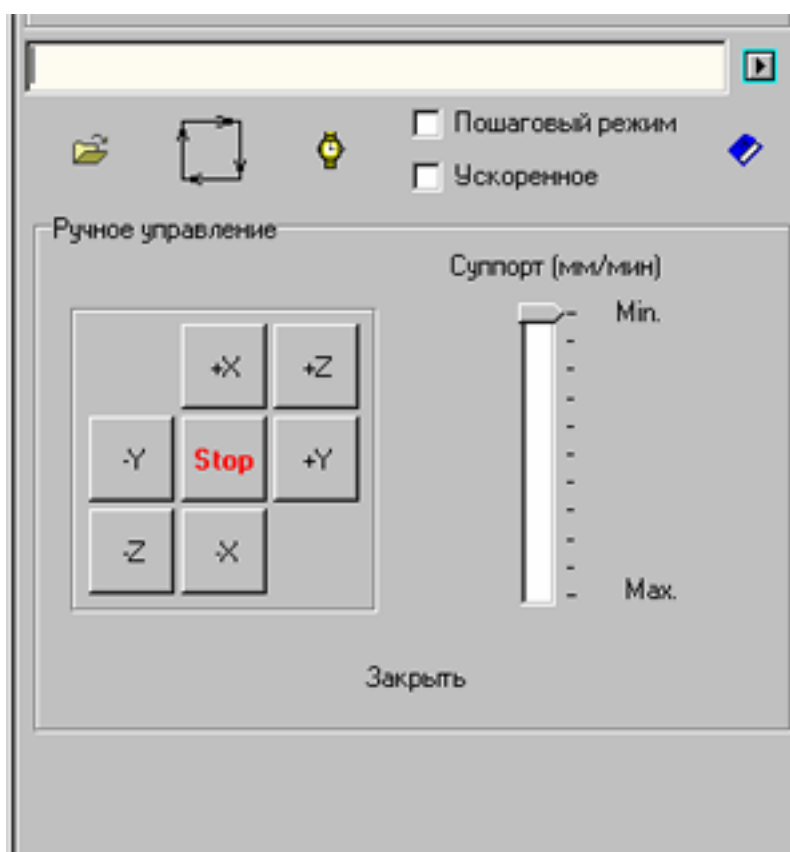 Пошаговый режим
Ускоренное
Ручное управление
Суппорт (мм/мин)
Min.
+X +Z
-Y Stop +Y
-Z -X
Max.
Закрыть